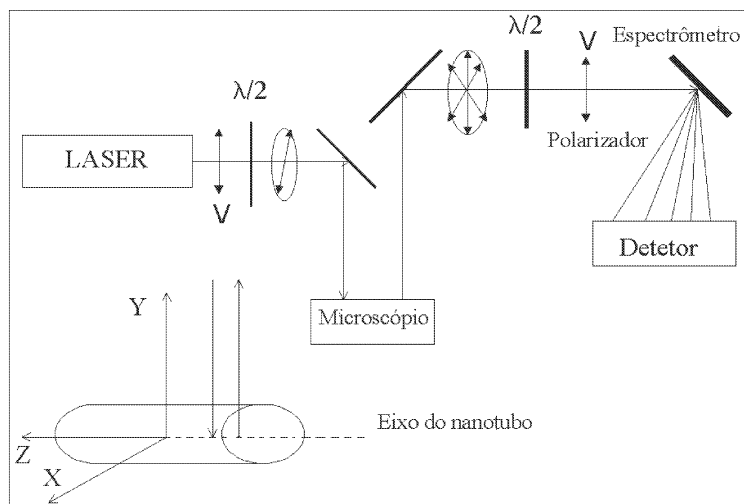 λ/2
V
Espectrômetro
λ/2
LASER
Polarizador
V
Detetor
Y
Microscópio
Eixo do nanotubo
Z
X